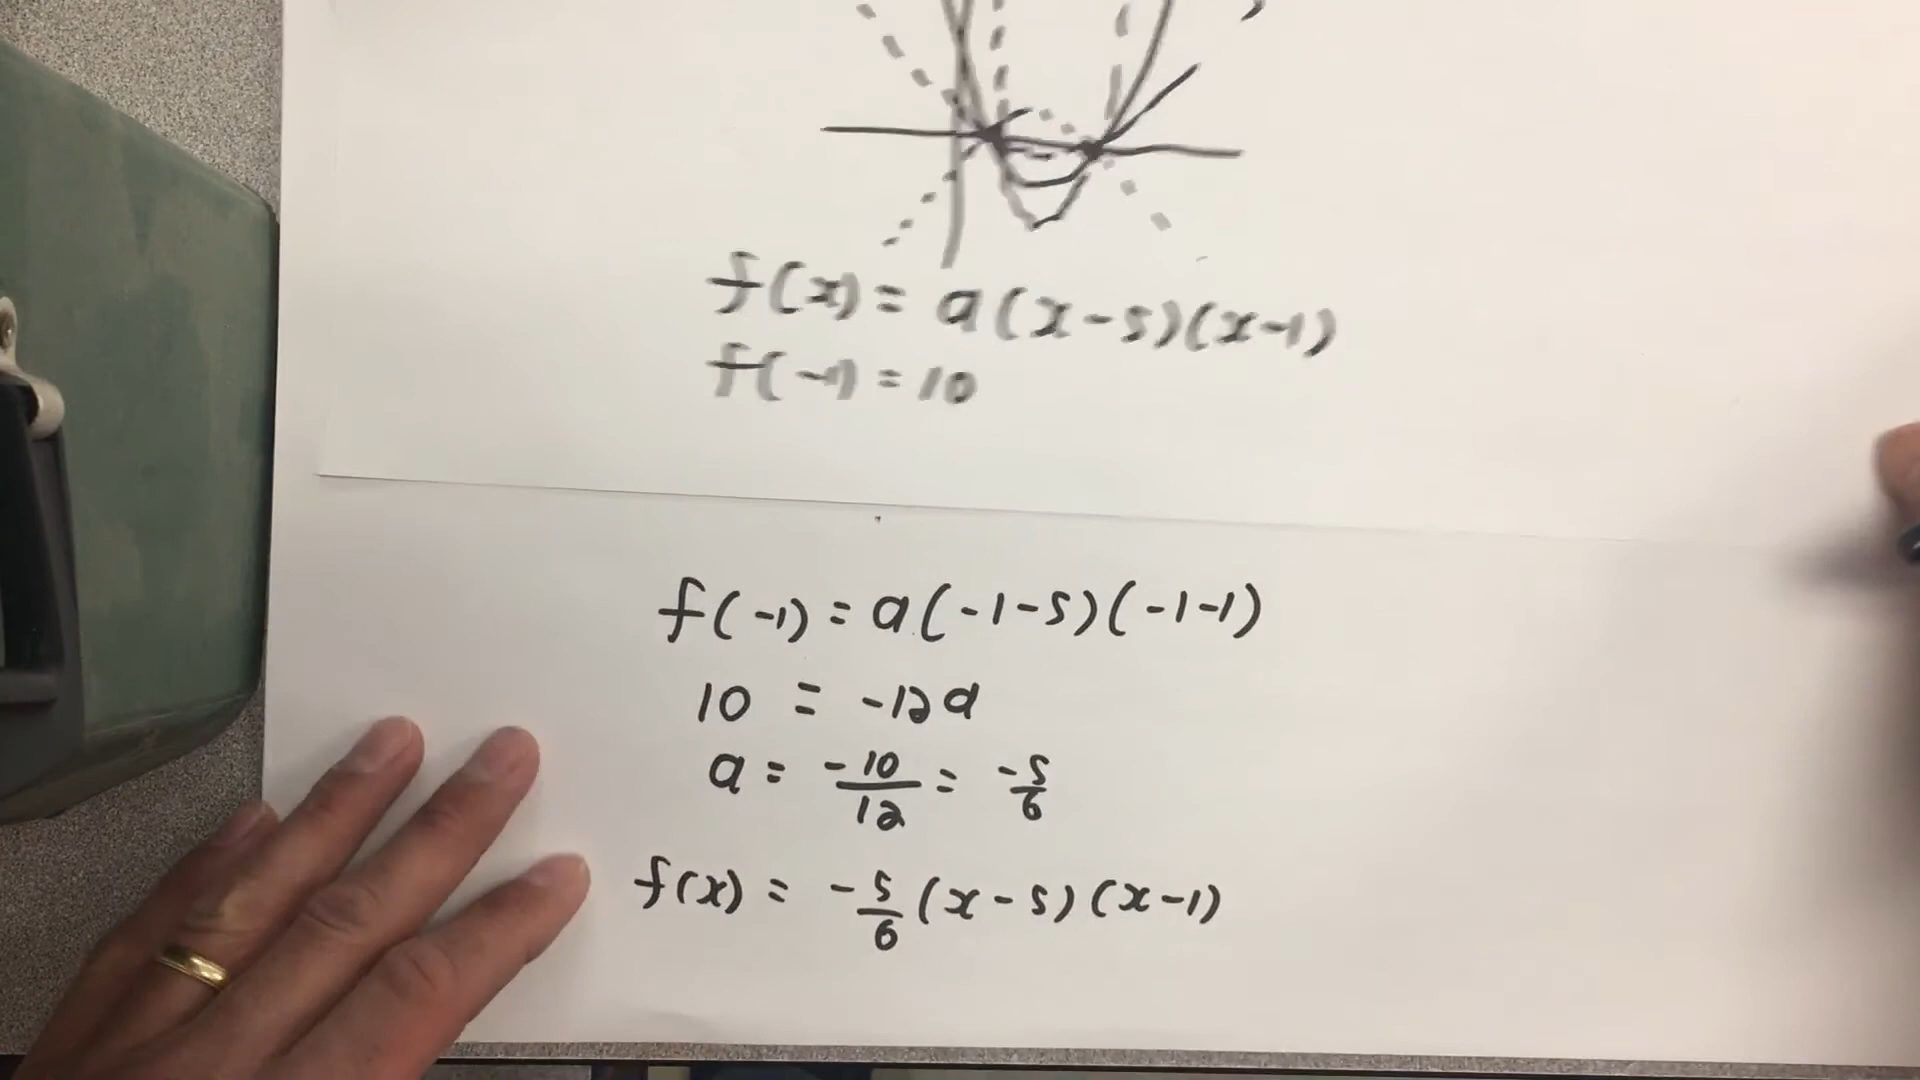 f(x) = a(x-5)(x-1)
f(-1) = 10
f(-1) = a(-1-5)(-1-1)
10 = -12a
a = -10/12 = -5/6
f(x) = -5/6(x-5)(x-1)